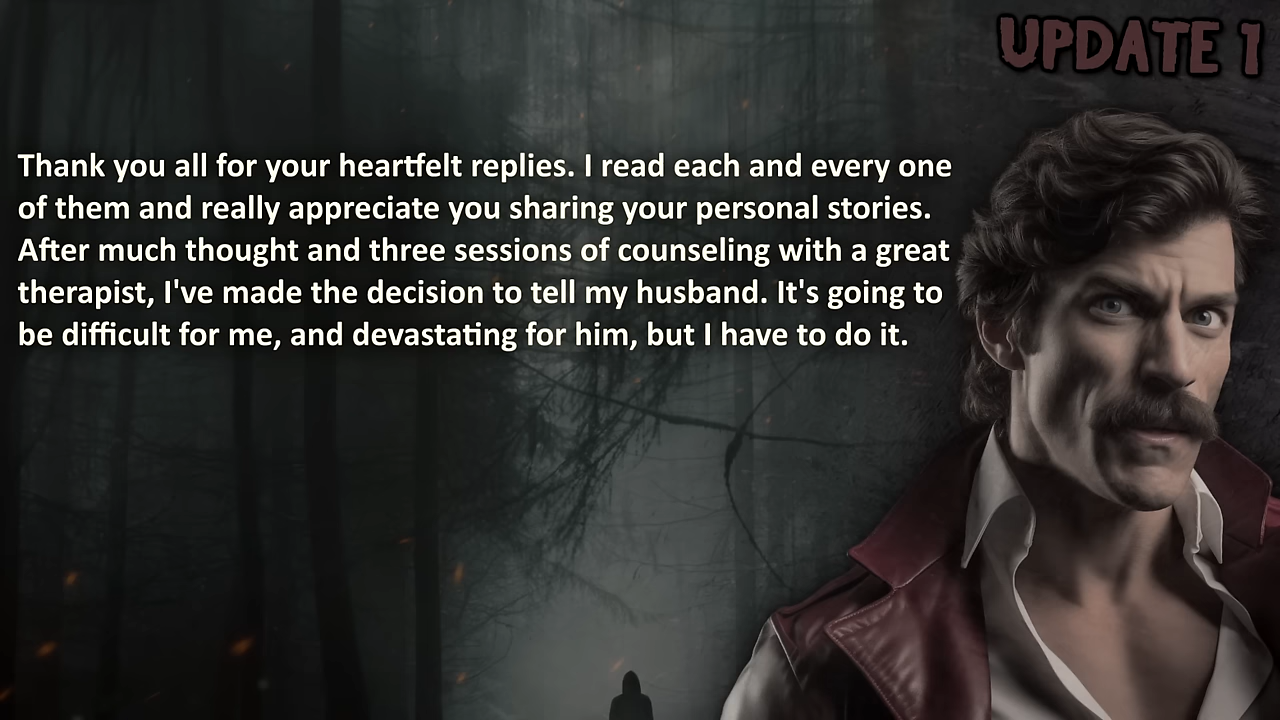 UPDATE 1
Thank you all for your heartfelt replies. I read each and every one
of them and really appreciate you sharing your personal stories.
After much thought and three sessions of counseling with a great
therapist, I've made the decision to tell my husband. It's going to
be difficult for me, and devastating for him, but I have to do it.